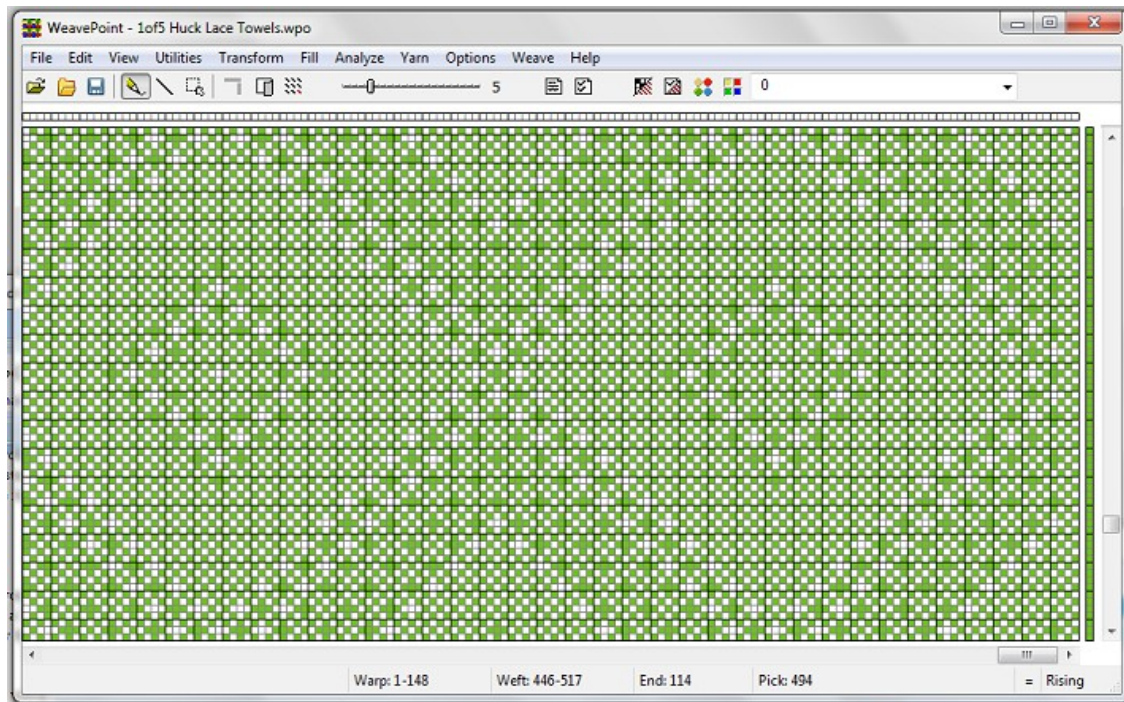 WeavePoint - 1of5 Huck Lace Towels.wpo
File Edit View Utilities Transform Fill Analyze Yarn Options Weave Help
5 0
Warp: 1-148 Weft: 446-517 End: 114 Pick: 494 = Rising